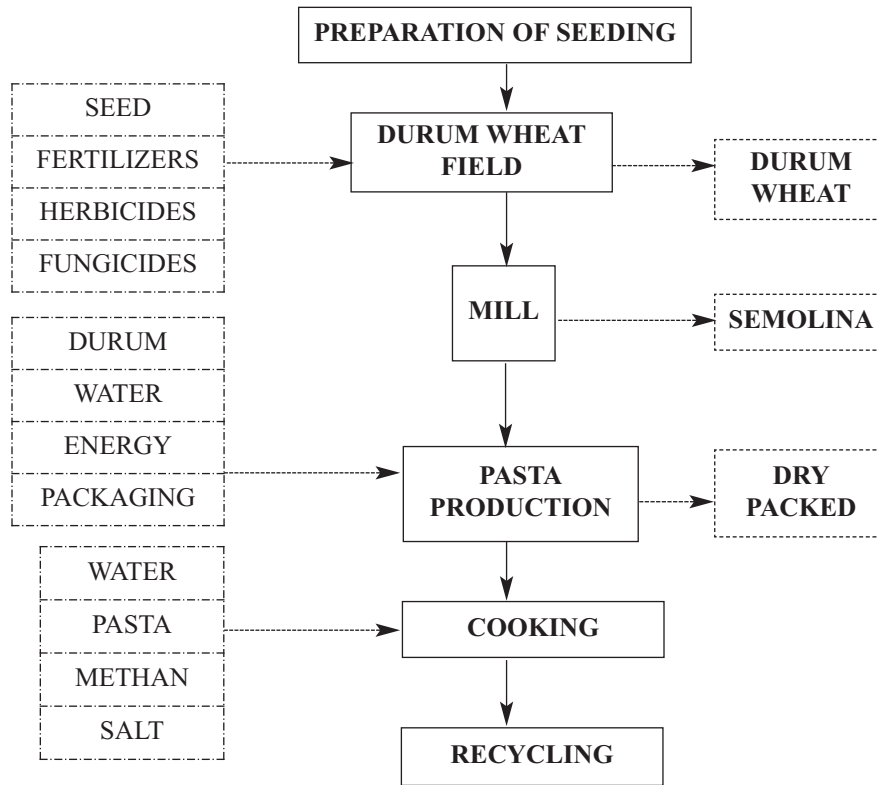 PREPARATION OF SEEDING
SEED
FERTILIZERS
HERBICIDES
FUNGICIDES
DURUM WHEAT
FIELD
DURUM
WHEAT
MILL
SEMOLINA
DURUM
WATER
ENERGY
PACKAGING
PASTA
PRODUCTION
DRY
PACKED
WATER
PASTA
METHAN
SALT
COOKING
RECYCLING